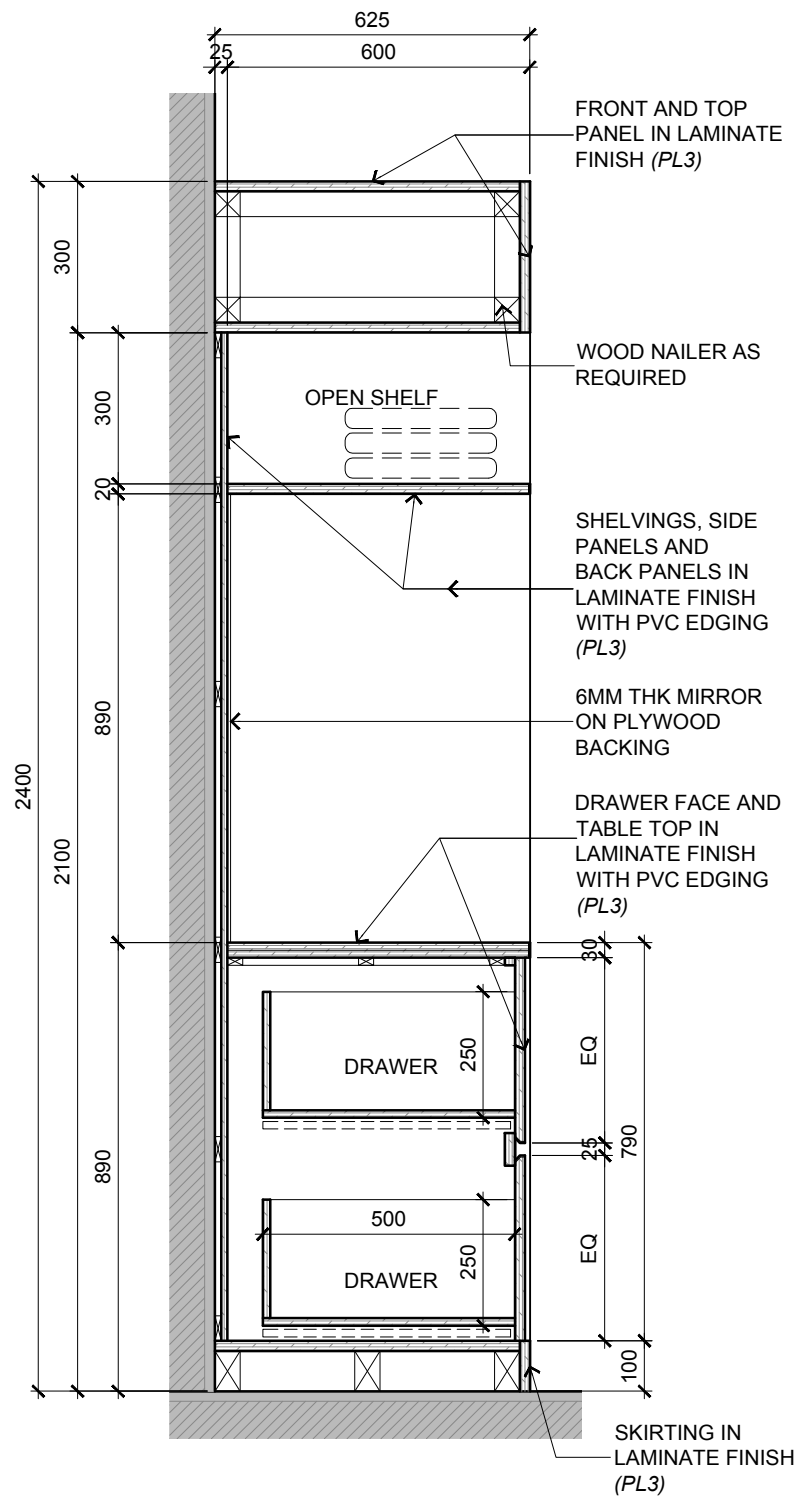 625
25
600
FRONT AND TOP
PANEL IN LAMINATE
FINISH (PL3)
300
WOOD NAILER AS
REQUIRED
OPEN SHELF
300
20
SHELVINGS, SIDE
PANELS AND
BACK PANELS IN
LAMINATE FINISH
WITH PVC EDGING
(PL3)
6MM THK MIRROR
ON PLYWOOD
BACKING
890
2400
2100
DRAWER FACE AND
TABLE TOP IN
LAMINATE FINISH
WITH PVC EDGING
(PL3)
30
EQ
DRAWER
250
25
790
890
500
EQ
DRAWER
250
100
SKIRTING IN
LAMINATE FINISH
(PL3)